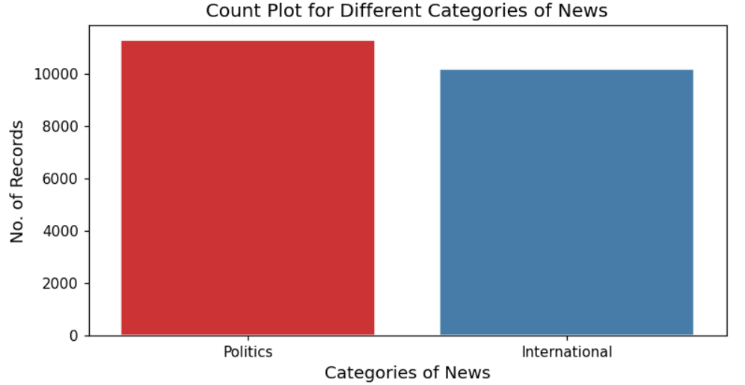 Count Plot for Different Categories of News
No. of Records
10000
8000
6000
4000
2000
0
Politics
International
Categories of News